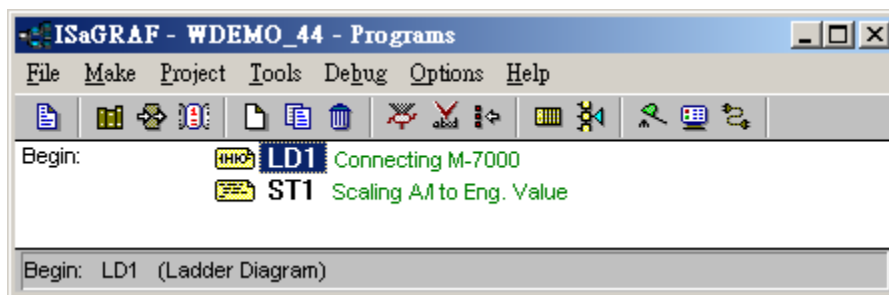 ISaGRAF - WDEMO_44 - Programs
File Make Project Tools Debug Options Help
Begin: LD1 Connecting M-7000
ST1 Scaling A/I to Eng. Value
Begin: LD1 (Ladder Diagram)